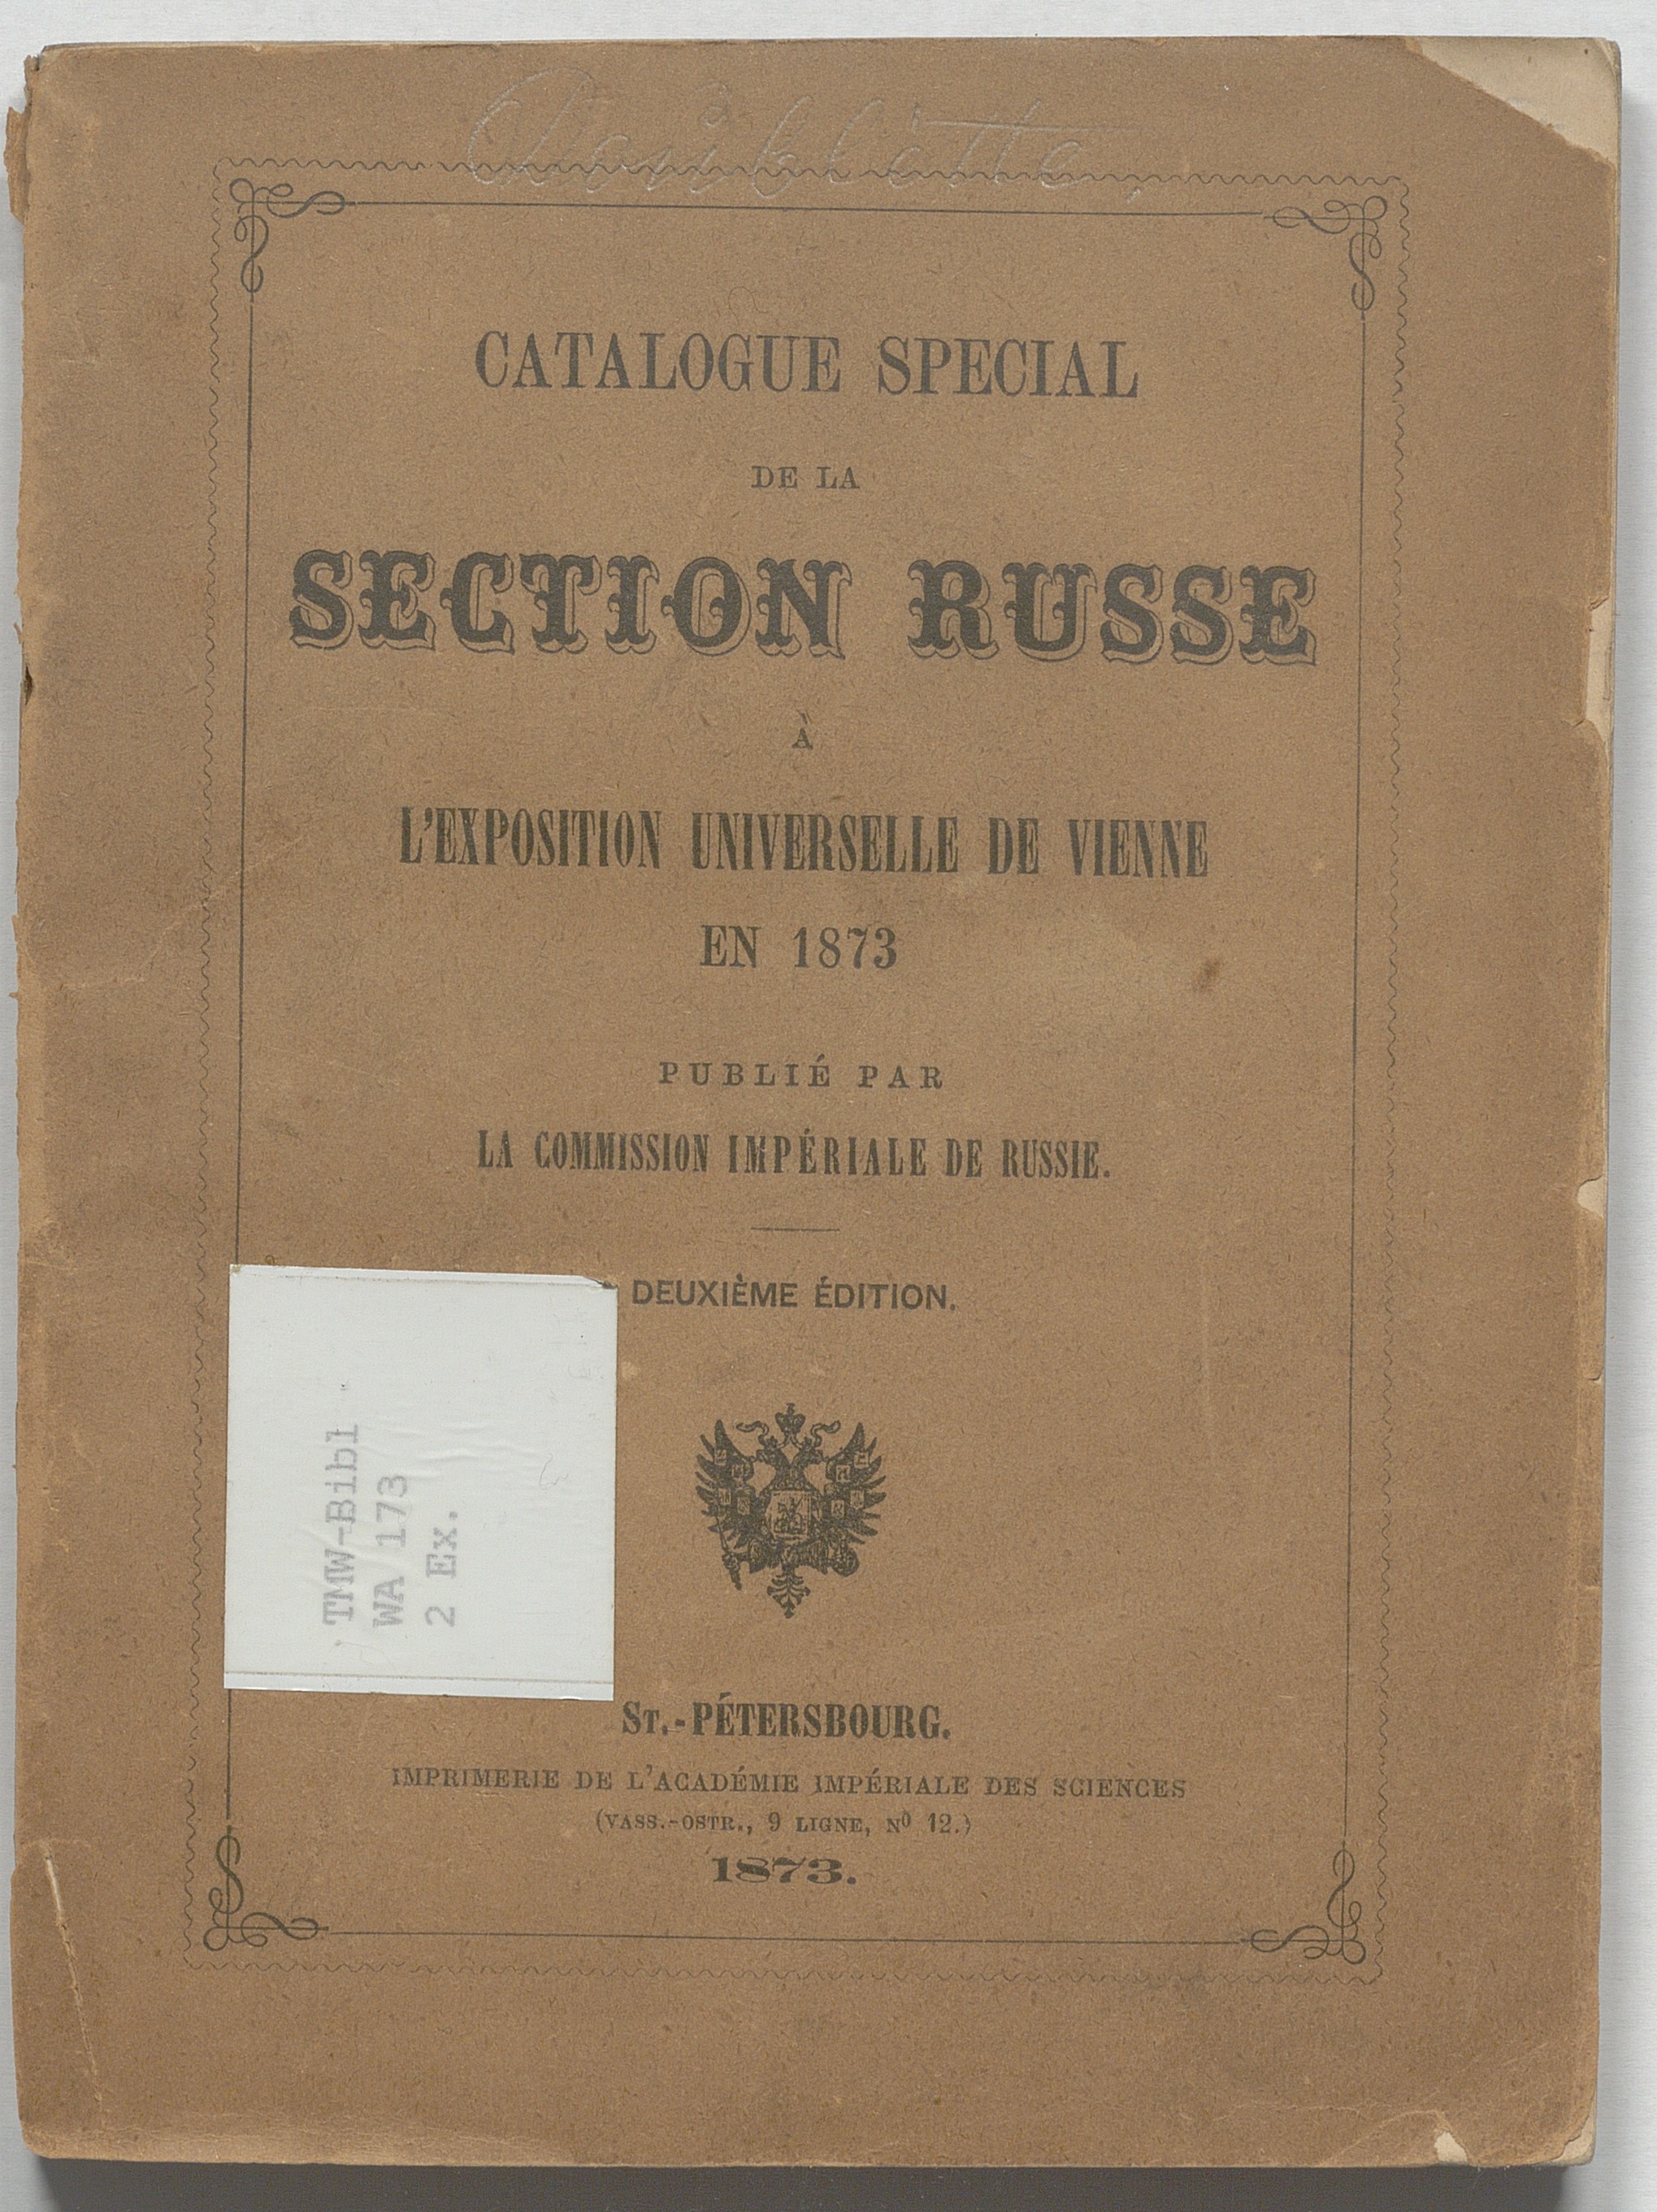 CATALOGUE SPECIAL
DE LA
SECTION RUSSE
À
L'EXPOSITION UNIVERSELLE DE VIENNE
EN 1873
PUBLIÉ PAR
LA COMMISSION IMPÉRIALE DE RUSSIE.
DEUXIÈME ÉDITION.
TMW-Bibl
WA 173
2 Ex.
ST.-PÉTERSBOURG.
IMPRIMERIE DE L'ACADÉMIE IMPÉRIALE DES SCIENCES
(VASS.-OSTR., 9 LIGNE, Nº 12.)
1873.